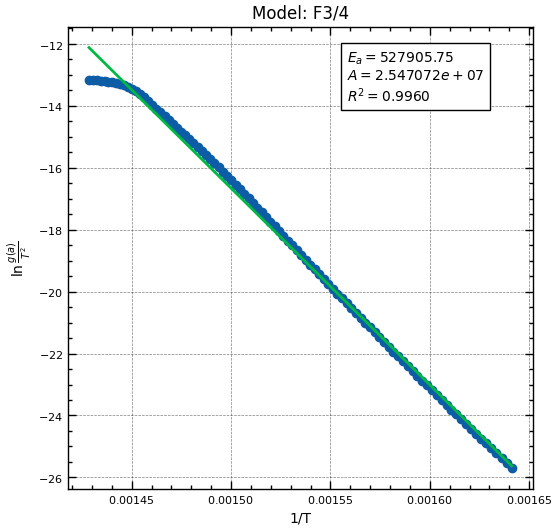 Model: F3/4
E_a = 527905.75
A = 2.547072e + 07
R^2 = 0.9960
ln g(a)/T^2
−12
−14
−16
−18
−20
−22
−24
−26
0.00145 0.00150 0.00155 0.00160 0.00165
1/T